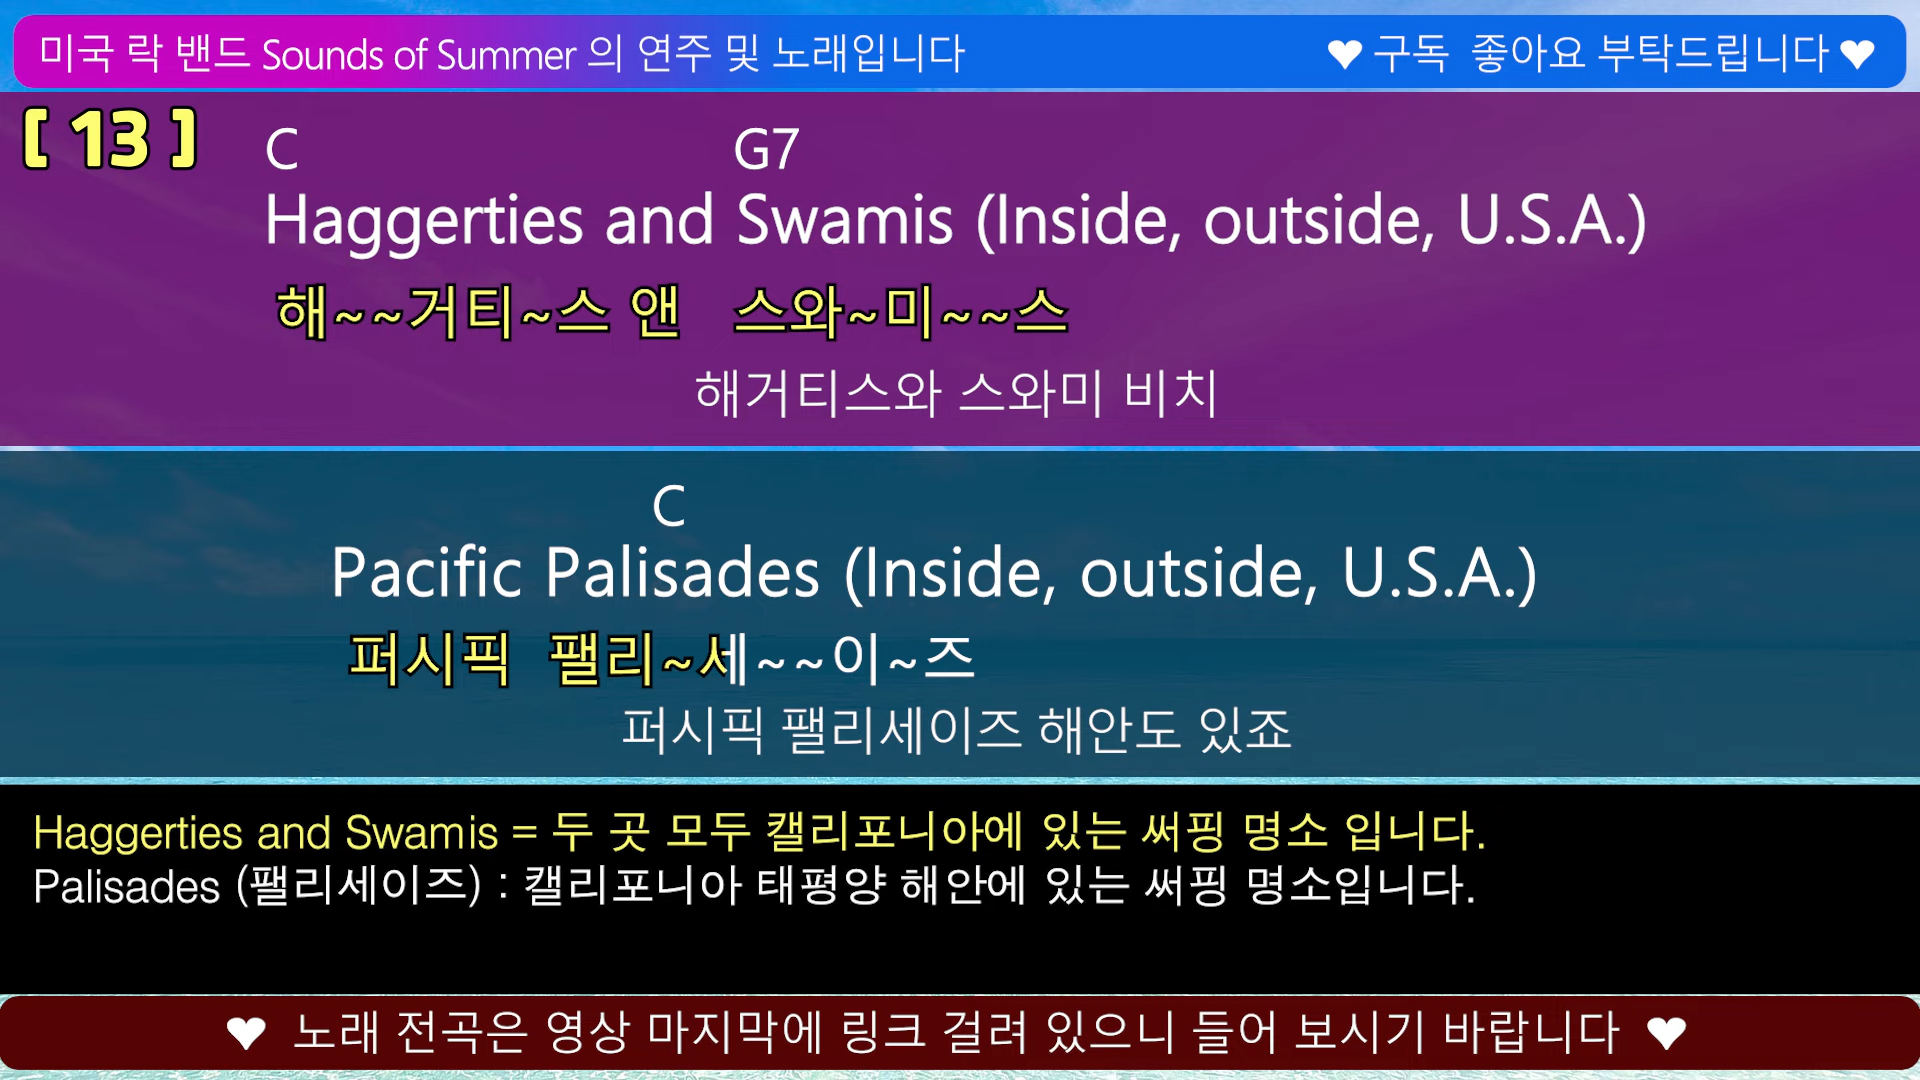 미국 락 밴드 Sounds of Summer 의 연주 및 노래입니다
♥ 구독 좋아요 부탁드립니다 ♥
[ 13 ]
C G7
Haggerties and Swamis (Inside, outside, U.S.A.)
해~~거티~스 앤 스와~미~~스
해거티스와 스와미 비치
C
Pacific Palisades (Inside, outside, U.S.A.)
퍼시픽 팰리~세~~이~즈
퍼시픽 팰리세이즈 해안도 있죠
Haggerties and Swamis = 두 곳 모두 캘리포니아에 있는 써핑 명소 입니다.
Palisades (팰리세이즈) : 캘리포니아 태평양 해안에 있는 써핑 명소입니다.
♥ 노래 전곡은 영상 마지막에 링크 걸려 있으니 들어 보시기 바랍니다 ♥